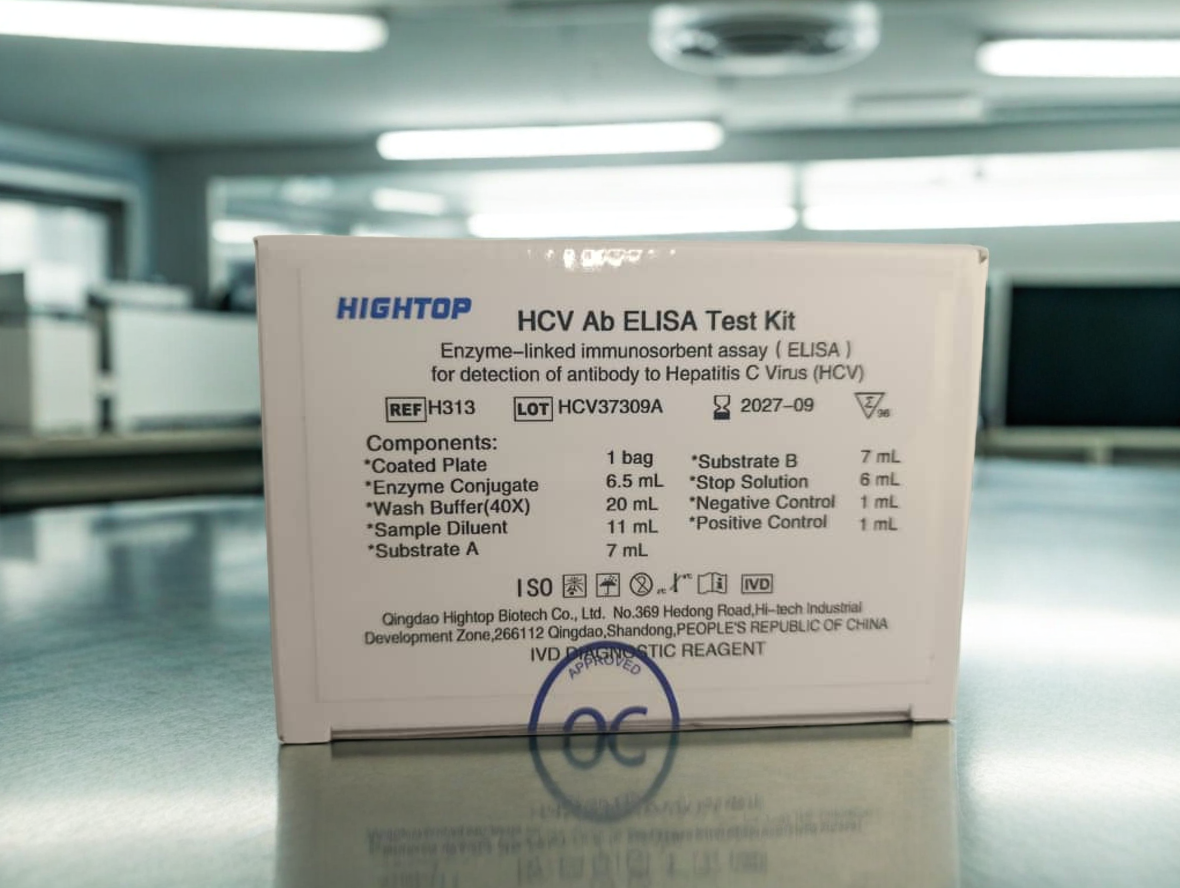 HIGHTOP
HCV Ab ELISA Test Kit
Enzyme-linked immunosorbent assay ( ELISA )
for detection of antibody to Hepatitis C Virus (HCV)
REF H313 LOT HCV37309A 2027-09 Σ 96
Components:
*Coated Plate 1 bag
*Enzyme Conjugate 6.5 mL
*Wash Buffer(40X) 20 mL
*Sample Diluent 11 mL
*Substrate A 7 mL
*Substrate B 7 mL
*Stop Solution 6 mL
*Negative Control 1 mL
*Positive Control 1 mL
ISO IVD
Qingdao Hightop Biotech Co., Ltd. No.369 Hedong Road,Hi-tech Industrial
Development Zone,266112 Qingdao,Shandong,PEOPLE'S REPUBLIC OF CHINA
IVD DIAGNOSTIC REAGENT
APPROVED
QC